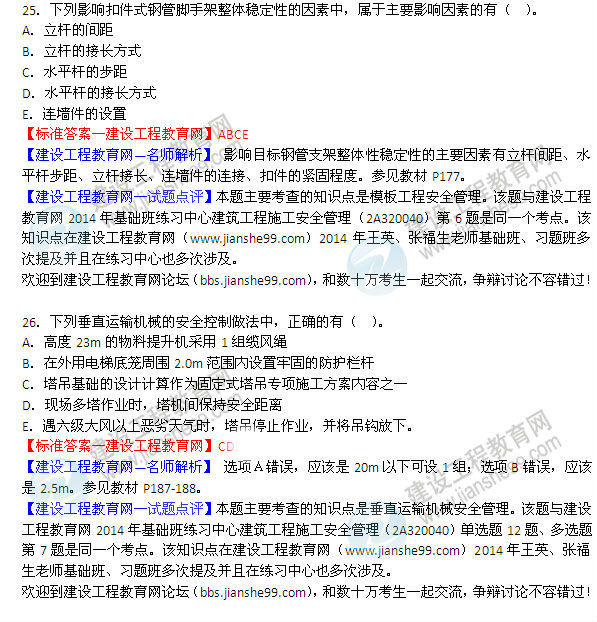 25．下列影响扣件式钢管脚手架整体稳定性的因素中，属于主要影响因素的有（　）。
A．立杆的间距
B．立杆的接长方式
C．水平杆的步距
D．水平杆的接长方式
E．连墙件的设置
【标准答案—建设工程教育网】ABCE
【建设工程教育网—名师解析】 影响目标钢管支架整体性稳定性的主要因素有立杆间距、水
平杆步距、立杆接长、连墙件的连接、扣件的紧固程度。参见教材 P177。
【建设工程教育网—试题点评】本题主要考查的知识点是模板工程安全管理。该题与建设工程
教育网 2014 年基础班练习中心建筑工程施工安全管理（2A320040）第 6 题是同一个考点。该
知识点在建设工程教育网（www.jianshe99.com）2014 年王英、张福生老师基础班、习题班多
次提及并且在练习中心也多次涉及。
欢迎到建设工程教育网论坛（bbs.jianshe99.com），和数十万考生一起交流，争辩讨论不容错过！
26．下列垂直运输机械的安全控制做法中，正确的有（　）。
A．高度 23m 的物料提升机采用 1 组缆风绳
B．在外用电梯底笼周围 2.0m 范围内设置牢固的防护栏杆
C．塔吊基础的设计计算作为固定式塔吊专项施工方案内容之一
D．现场多塔作业时，塔机间保持安全距离
E．遇六级大风以上恶劣天气时，塔吊停止作业，并将吊钩放下。
【标准答案—建设工程教育网】CD
【建设工程教育网—名师解析】 选项 A 错误，应该是 20m 以下可设 1 组；选项 B 错误，应该
是 2.5m。参见教材 P187-188。
【建设工程教育网—试题点评】本题主要考查的知识点是垂直运输机械安全管理。该题与建设
工程教育网 2014 年基础班练习中心建筑工程施工安全管理（2A320040）单选题 12 题、多选题
第 7 题是同一个考点。该知识点在建设工程教育网（www.jianshe99.com）2014 年王英、张福
生老师基础班、习题班多次提及并且在练习中心也多次涉及。
欢迎到建设工程教育网论坛（bbs.jianshe99.com），和数十万考生一起交流，争辩讨论不容错过！
建设工程教育网
www.jianshe99.com
建设工程教育网
www.jianshe99.com
建设工程教育网
www.jianshe99.com
建设工程教育网
www.jianshe99.com